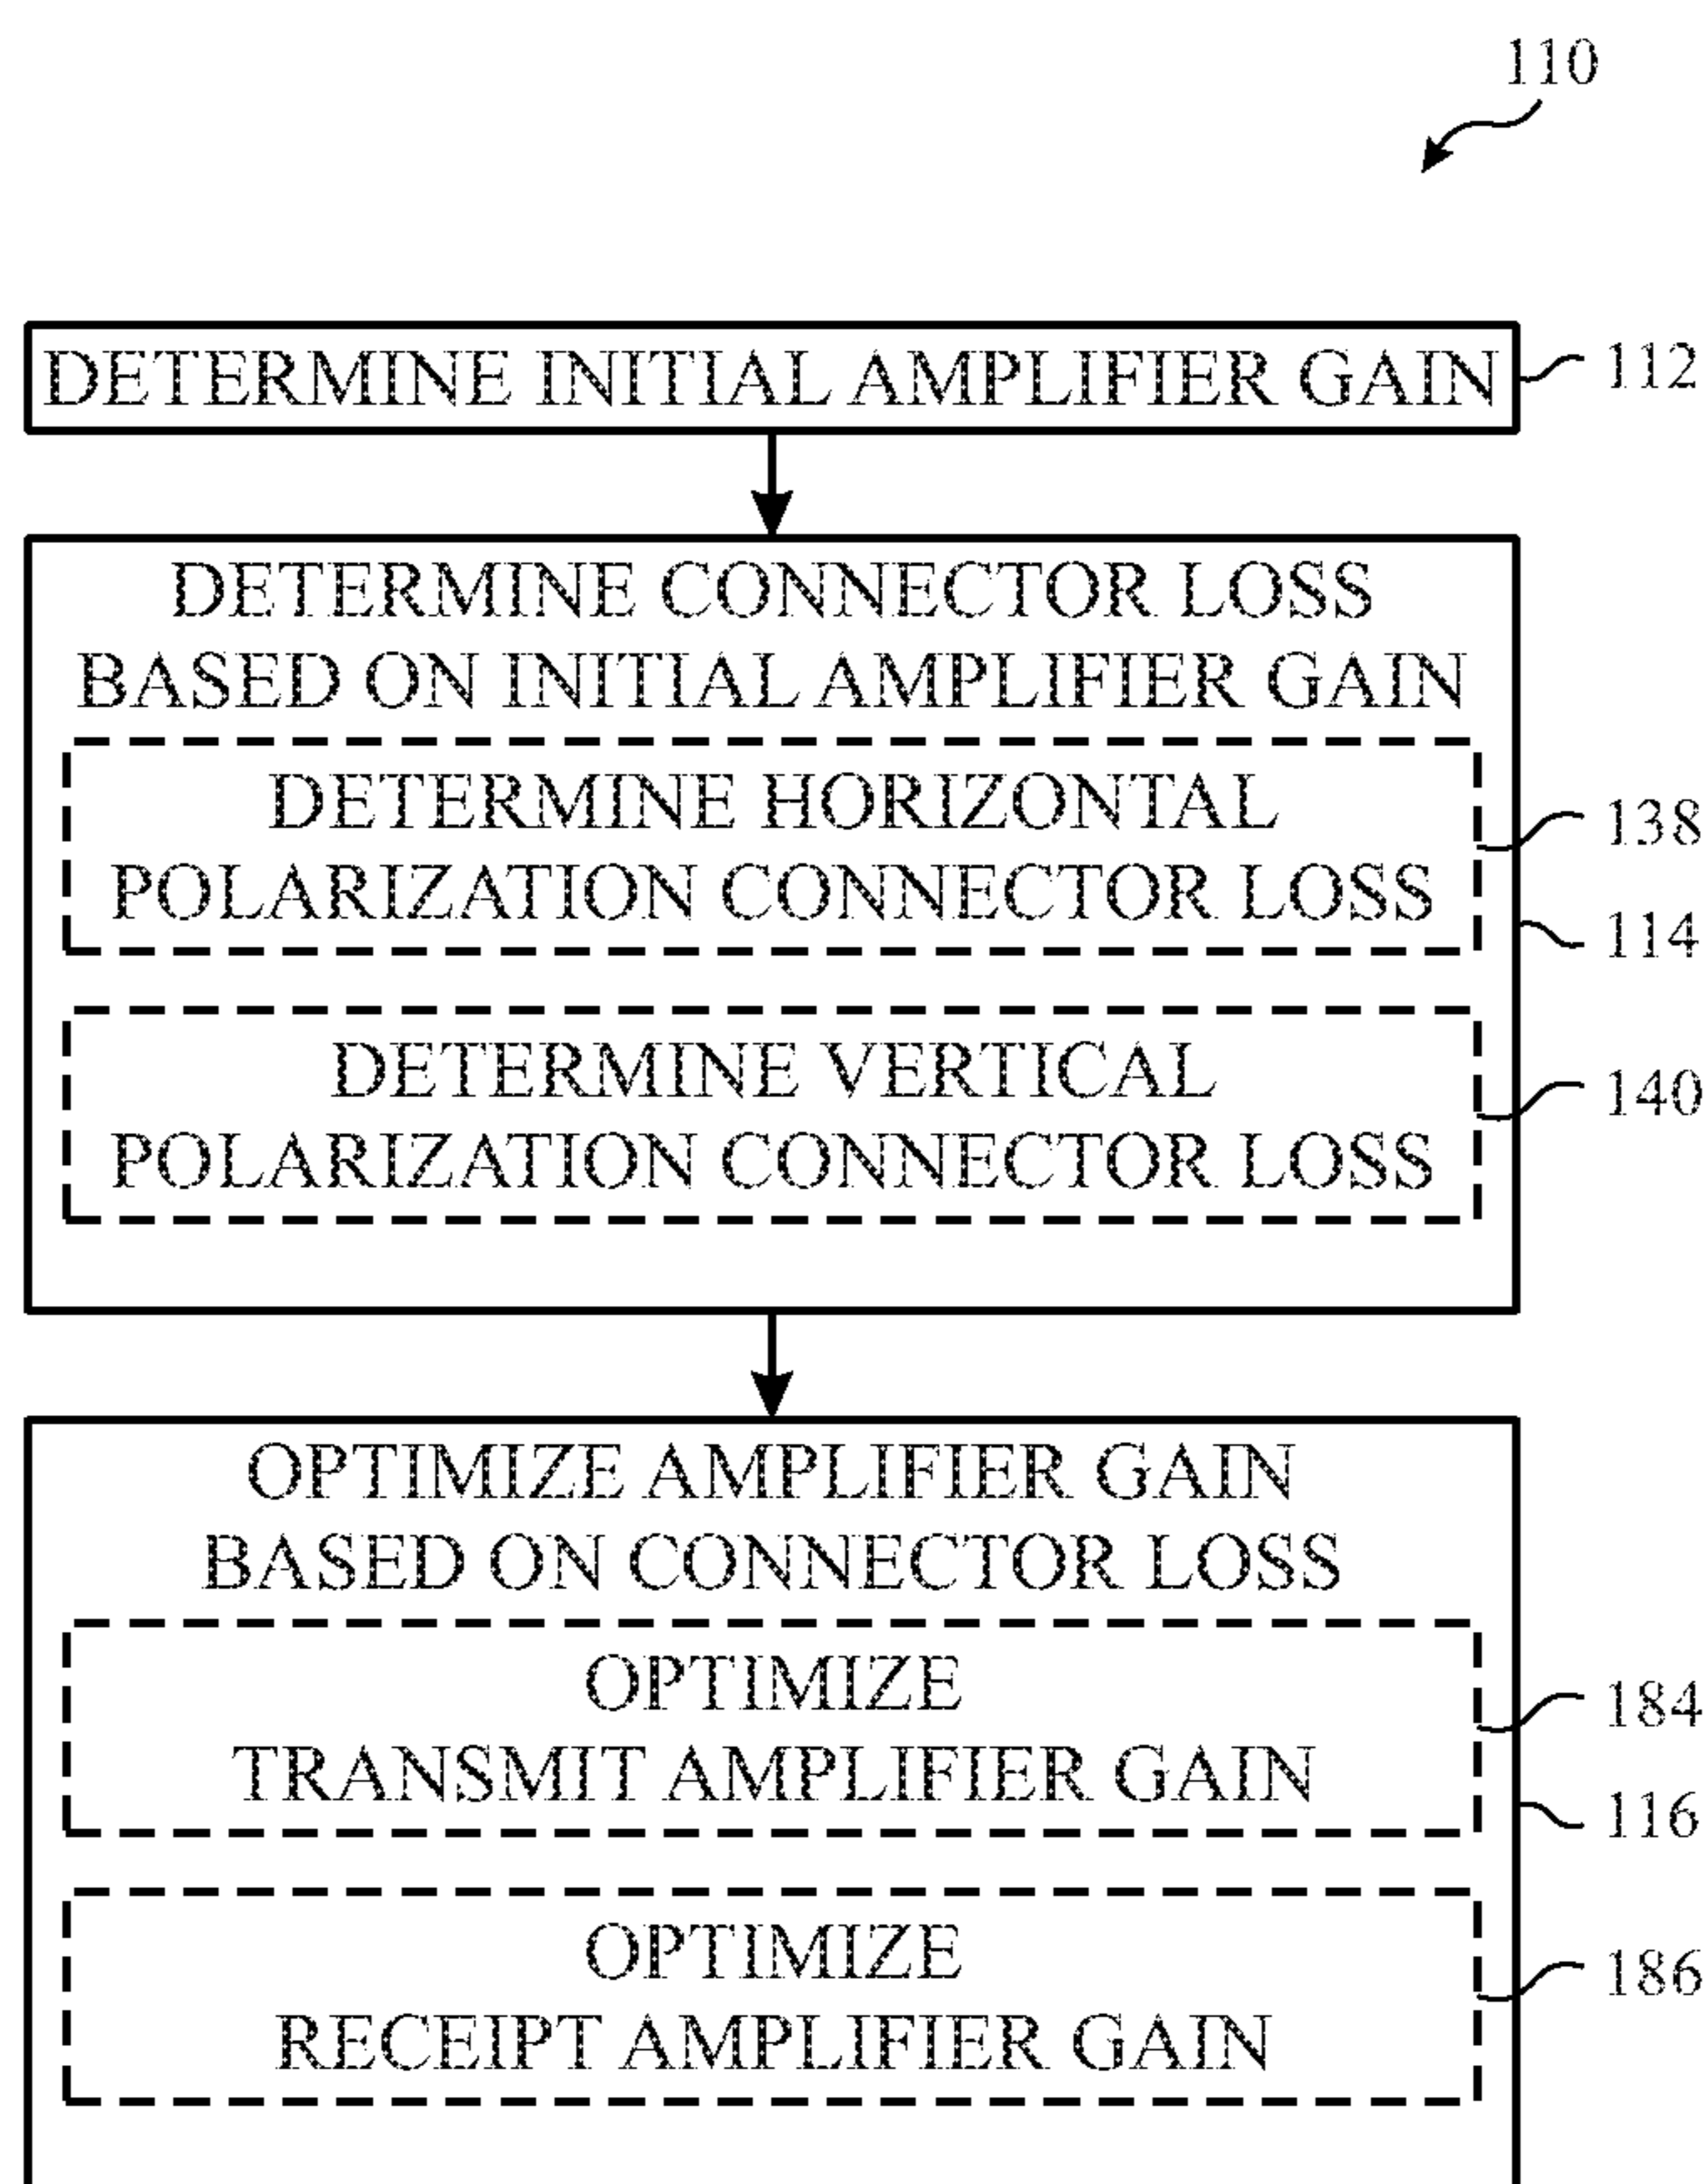 110
DETERMINE INITIAL AMPLIFIER GAIN
112
DETERMINE CONNECTOR LOSS
BASED ON INITIAL AMPLIFIER GAIN
DETERMINE HORIZONTAL
POLARIZATION CONNECTOR LOSS
138
114
DETERMINE VERTICAL
POLARIZATION CONNECTOR LOSS
140
OPTIMIZE AMPLIFIER GAIN
BASED ON CONNECTOR LOSS
OPTIMIZE
TRANSMIT AMPLIFIER GAIN
184
116
OPTIMIZE
RECEIPT AMPLIFIER GAIN
186